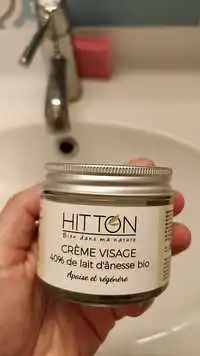 HITTON
Bien dans ma nature
CRÈME VISAGE
40% de lait d'ânesse bio
Apaise et régénère